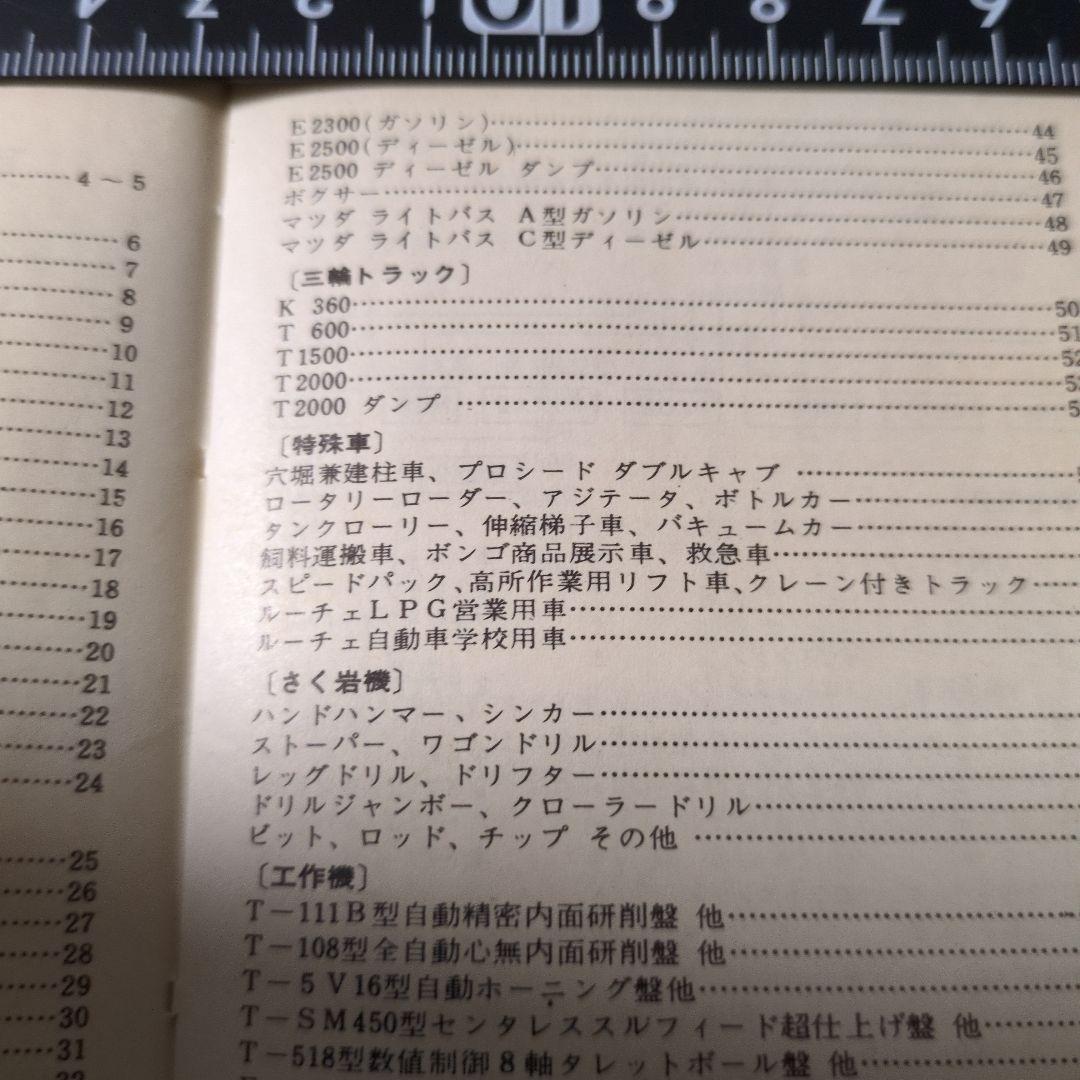 4 3 2 1 9 8 7 6
4〜5
6
7
8
9
10
11
12
13
14
15
16
17
18
19
20
21
22
23
24
25
26
27
28
29
30
31
32
E2300(ガソリン)……44
E2500(ディーゼル)……45
E2500 ディーゼル ダンプ……46
ボグサー……47
マツダ ライトバス A型ガソリン……48
マツダ ライトバス C型ディーゼル……49
〔三輪トラック〕
K 360……50
T 600……51
T1500……52
T2000……53
T2000 ダンプ……5
〔特殊車〕
穴堀兼建柱車、プロシード ダブルキャブ……
ロータリーローダー、アジテータ、ボトルカー……
タンクローリー、伸縮梯子車、バキュームカー……
飼料運搬車、ボンゴ商品展示車、救急車……
スピードパック、高所作業用リフト車、クレーン付きトラック……
ルーチェLPG営業用車……
ルーチェ自動車学校用車……
〔さく岩機〕
ハンドハンマー、シンカー……
ストーパー、ワゴンドリル……
レッグドリル、ドリフター……
ドリルジャンボー、クローラードリル……
ビット、ロッド、チップ その他……
〔工作機〕
T－111B型自動精密内面研削盤 他……
T－108型全自動心無内面研削盤 他……
T－5V16型自動ホーニング盤他……
T－SM450型センタレススルフィード超仕上げ盤 他……
T－518型数値制御8軸タレットボール盤 他……